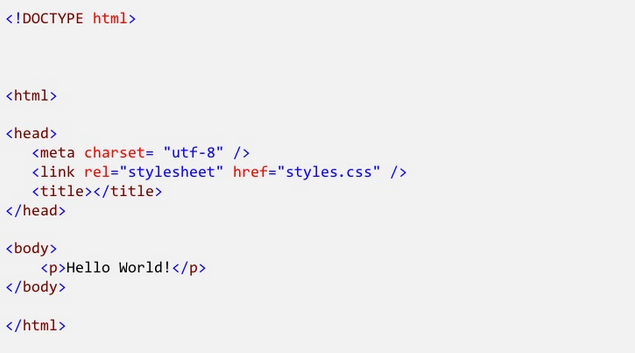 <!DOCTYPE html>
<html>
<head>
<meta charset= "utf-8" />
<link rel="stylesheet" href="styles.css" />
<title></title>
</head>
<body>
<p>Hello World!</p>
</body>
</html>